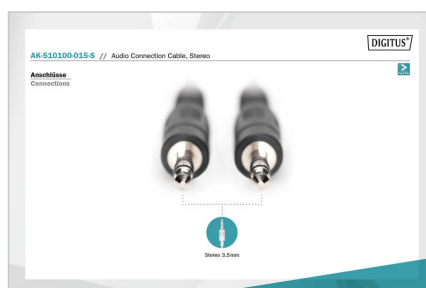 DIGITUS®
AK-510100-015-S // Audio Connection Cable, Stereo
Anschlüsse
Connections
Stereo 3.5mm